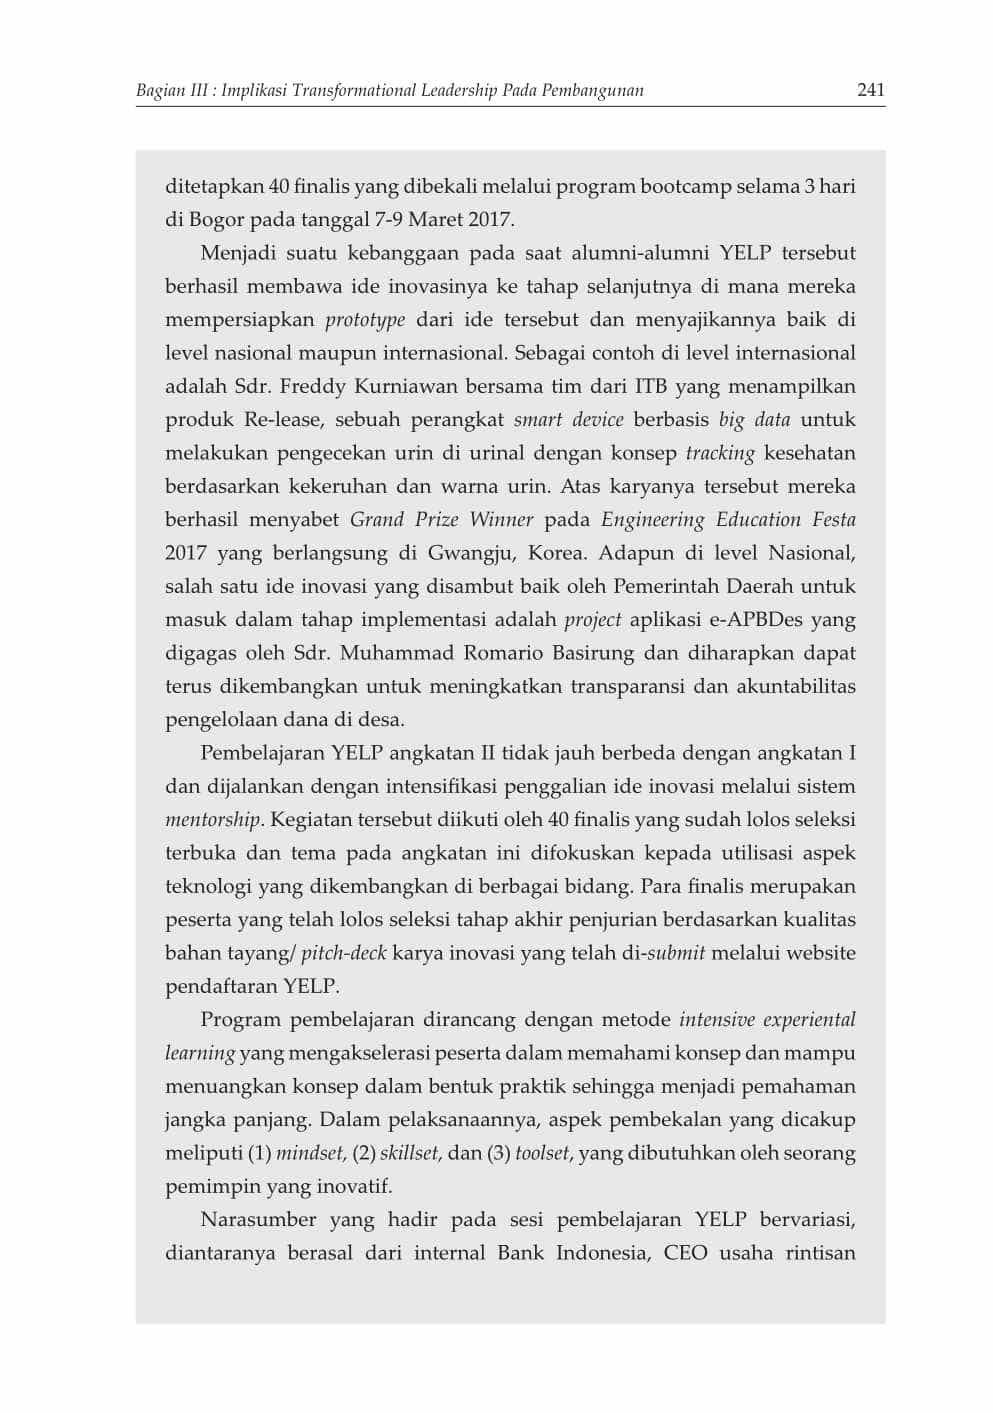 Bagian III : Implikasi Transformational Leadership Pada Pembangunan 241
ditetapkan 40 finalis yang dibekali melalui program bootcamp selama 3 hari
di Bogor pada tanggal 7-9 Maret 2017.
Menjadi suatu kebanggaan pada saat alumni-alumni YELP tersebut
berhasil membawa ide inovasinya ke tahap selanjutnya di mana mereka
mempersiapkan prototype dari ide tersebut dan menyajikannya baik di
level nasional maupun internasional. Sebagai contoh di level internasional
adalah Sdr. Freddy Kurniawan bersama tim dari ITB yang menampilkan
produk Re-lease, sebuah perangkat smart device berbasis big data untuk
melakukan pengecekan urin di urinal dengan konsep tracking kesehatan
berdasarkan kekeruhan dan warna urin. Atas karyanya tersebut mereka
berhasil menyabet Grand Prize Winner pada Engineering Education Festa
2017 yang berlangsung di Gwangju, Korea. Adapun di level Nasional,
salah satu ide inovasi yang disambut baik oleh Pemerintah Daerah untuk
masuk dalam tahap implementasi adalah project aplikasi e-APBDes yang
digagas oleh Sdr. Muhammad Romario Basirung dan diharapkan dapat
terus dikembangkan untuk meningkatkan transparansi dan akuntabilitas
pengelolaan dana di desa.
Pembelajaran YELP angkatan II tidak jauh berbeda dengan angkatan I
dan dijalankan dengan intensifikasi penggalian ide inovasi melalui sistem
mentorship. Kegiatan tersebut diikuti oleh 40 finalis yang sudah lolos seleksi
terbuka dan tema pada angkatan ini difokuskan kepada utilisasi aspek
teknologi yang dikembangkan di berbagai bidang. Para finalis merupakan
peserta yang telah lolos seleksi tahap akhir penjurian berdasarkan kualitas
bahan tayang/ pitch-deck karya inovasi yang telah di-submit melalui website
pendaftaran YELP.
Program pembelajaran dirancang dengan metode intensive experiental
learning yang mengakselerasi peserta dalam memahami konsep dan mampu
menuangkan konsep dalam bentuk praktik sehingga menjadi pemahaman
jangka panjang. Dalam pelaksanaannya, aspek pembekalan yang dicakup
meliputi (1) mindset, (2) skillset, dan (3) toolset, yang dibutuhkan oleh seorang
pemimpin yang inovatif.
Narasumber yang hadir pada sesi pembelajaran YELP bervariasi,
diantaranya berasal dari internal Bank Indonesia, CEO usaha rintisan